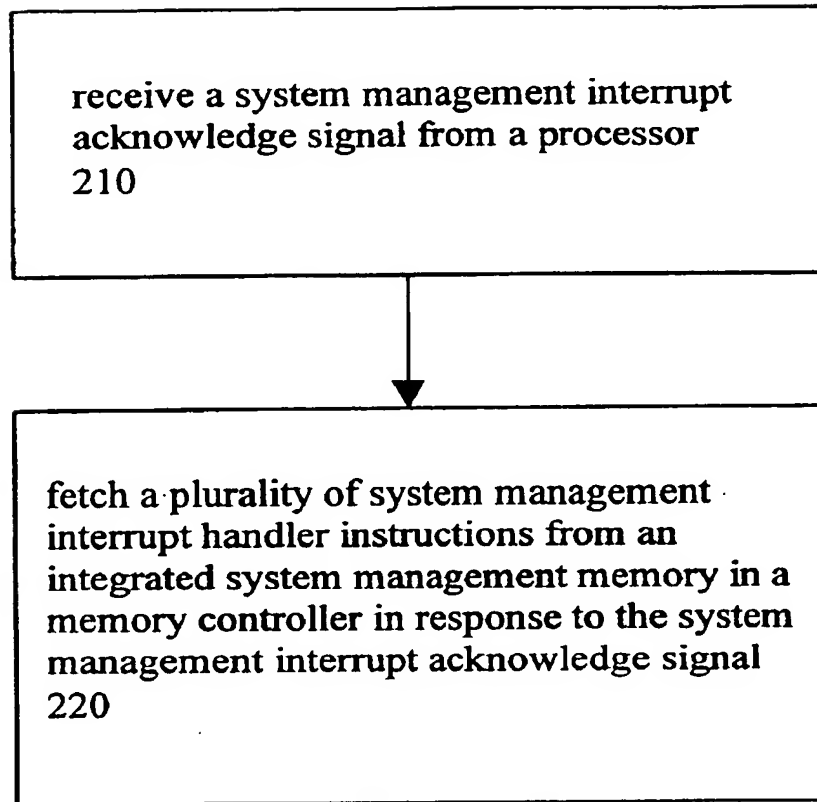 receive a system management interrupt
acknowledge signal from a processor
210
fetch a plurality of system management
interrupt handler instructions from an
integrated system management memory in a
memory controller in response to the system
management interrupt acknowledge signal
220